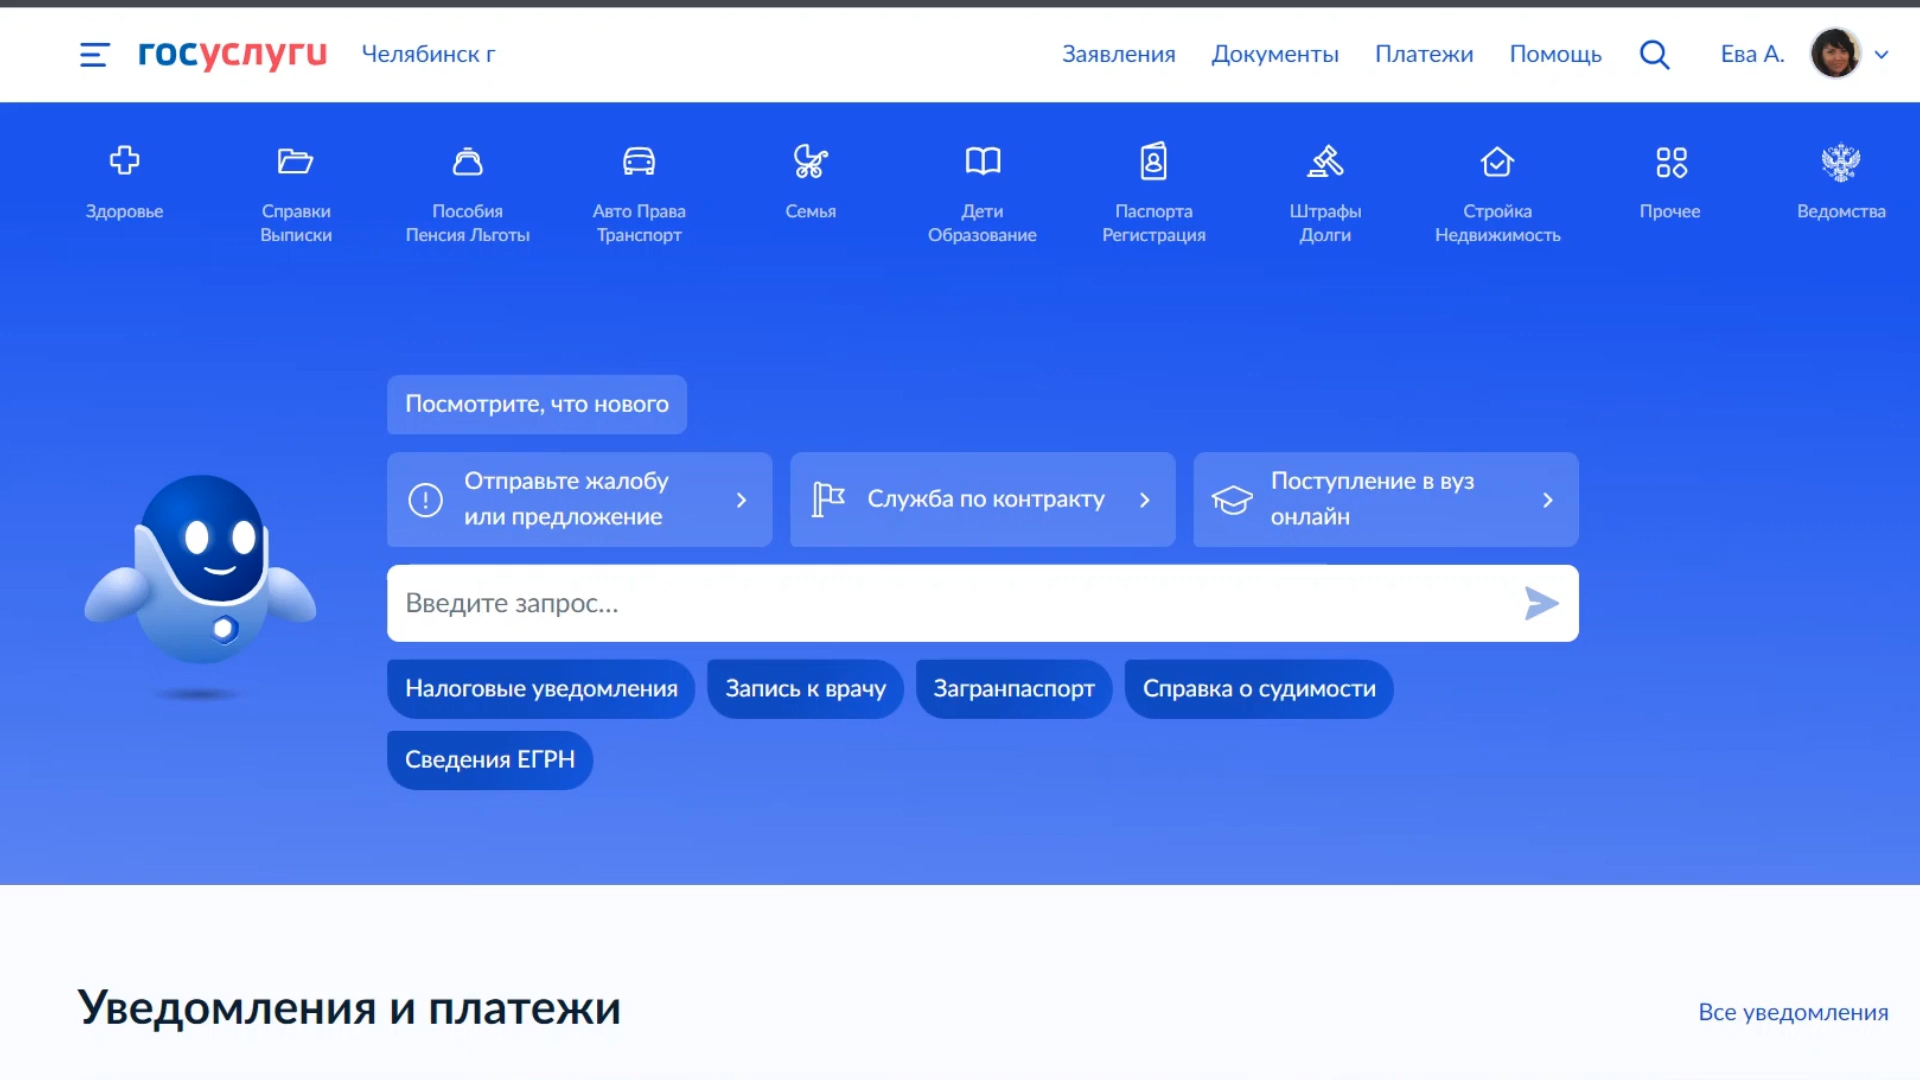 госуслуги Челябинск г Заявления Документы Платежи Помощь Ева А.
Здоровье
Справки
Выписки
Пособия
Пенсия Льготы
Авто Права
Транспорт
Семья
Дети
Образование
Паспорта
Регистрация
Штрафы
Долги
Стройка
Недвижимость
Прочее
Ведомства
Посмотрите, что нового
Отправьте жалобу
или предложение
Служба по контракту
Поступление в вуз
онлайн
Введите запрос...
Налоговые уведомления
Запись к врачу
Загранпаспорт
Справка о судимости
Сведения ЕГРН
Уведомления и платежи
Все уведомления